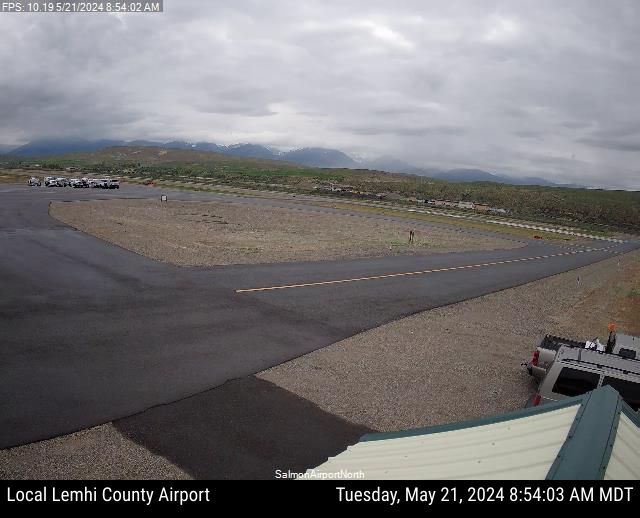 FPS: 10.19 5/21/2024 8:54:02 AM
SalmonAirportNorth
Local Lemhi County Airport Tuesday, May 21, 2024 8:54:03 AM MDT